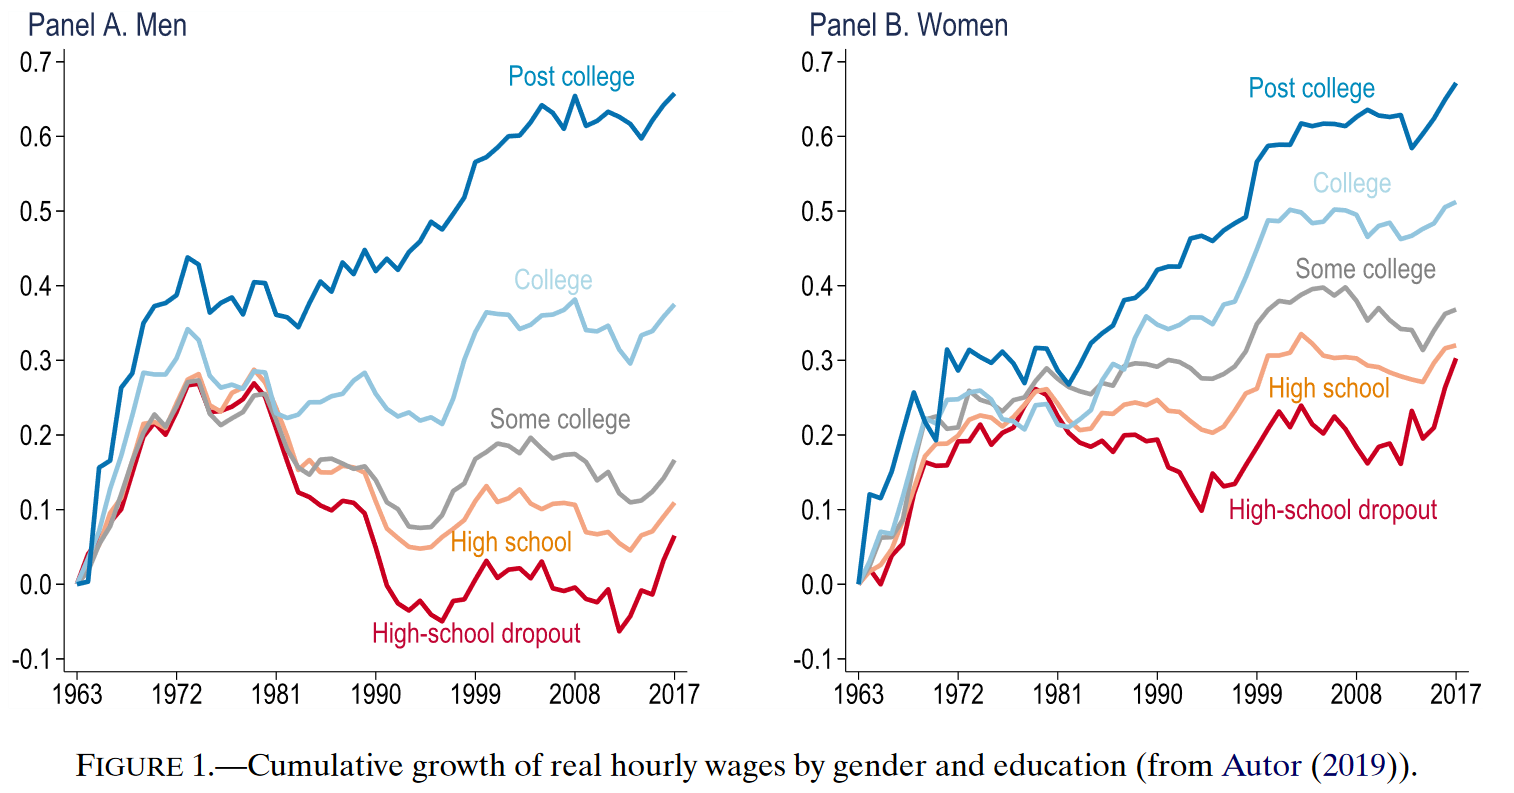 Panel A. Men
0.7
0.6
0.5
0.4
0.3
0.2
0.1
0.0
-0.1
Post college
College
Some college
High school
High-school dropout
1963 1972 1981 1990 1999 2008 2017
Panel B. Women
0.7
0.6
0.5
0.4
0.3
0.2
0.1
0.0
-0.1
Post college
College
Some college
High school
High-school dropout
1963 1972 1981 1990 1999 2008 2017
FIGURE 1.—Cumulative growth of real hourly wages by gender and education (from Autor (2019)).